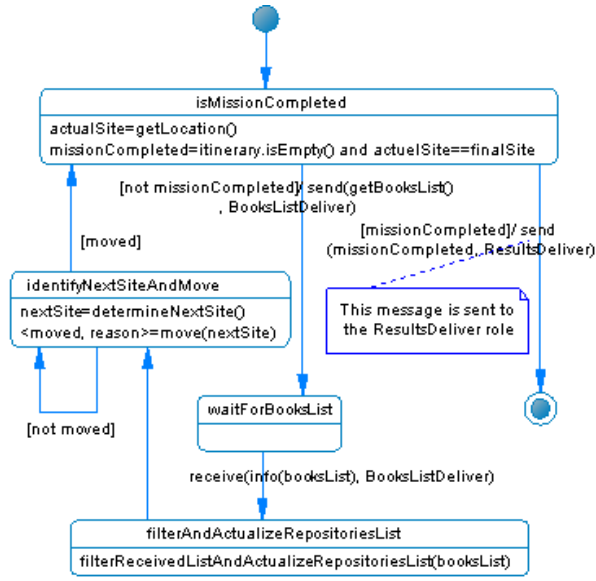 isMissionCompleted
actualSite=getLocation()
missionCompleted=itinerary.isEmpty() and actuelSite==finalSite
[not missionCompleted]/ send(getBooksList()
, BooksListDeliver)
[missionCompleted]/ send
(missionCompleted, ResultsDeliver)
[moved]
identifyNextSiteAndMove
nextSite=determineNextSite()
<moved, reason>=move(nextSite)
This message is sent to
the ResultsDeliver role
[not moved]
waitForBooksList
receive(info(booksList), BooksListDeliver)
filterAndActualizeRepositoriesList
filterReceivedListAndActualizeRepositoriesList(booksList)